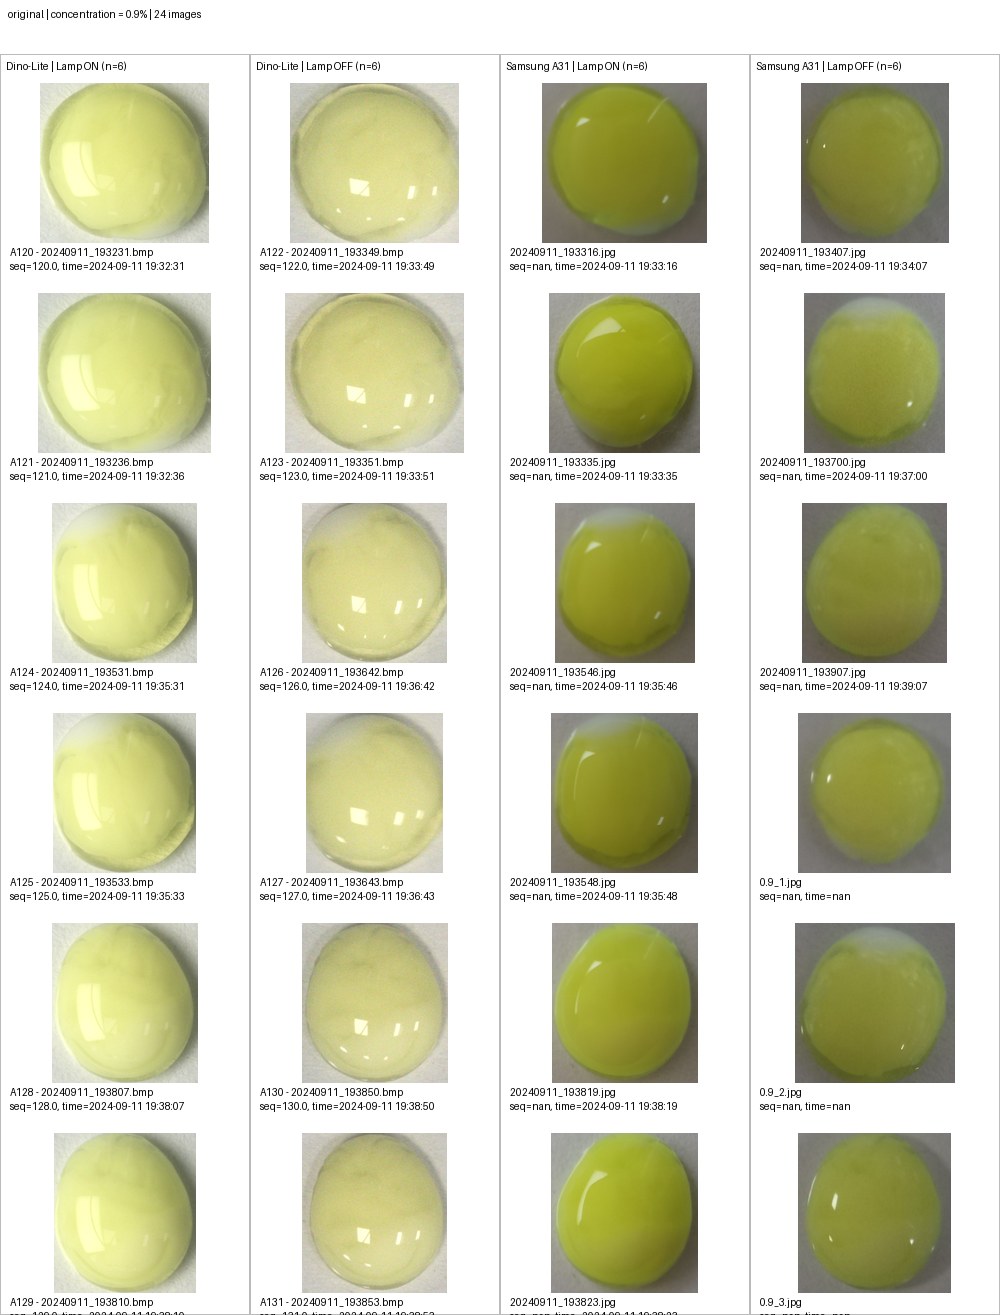 original | concentration = 0.9% | 24 images
Dino-Lite | Lamp ON (n=6)
Dino-Lite | Lamp OFF (n=6)
Samsung A31 | Lamp ON (n=6)
Samsung A31 | Lamp OFF (n=6)
A120 - 20240911_193231.bmp
seq=120.0, time=2024-09-11 19:32:31
A122 - 20240911_193349.bmp
seq=122.0, time=2024-09-11 19:33:49
20240911_193316.jpg
seq=nan, time=2024-09-11 19:33:16
20240911_193407.jpg
seq=nan, time=2024-09-11 19:34:07
A121 - 20240911_193236.bmp
seq=121.0, time=2024-09-11 19:32:36
A123 - 20240911_193351.bmp
seq=123.0, time=2024-09-11 19:33:51
20240911_193335.jpg
seq=nan, time=2024-09-11 19:33:35
20240911_193700.jpg
seq=nan, time=2024-09-11 19:37:00
A124 - 20240911_193531.bmp
seq=124.0, time=2024-09-11 19:35:31
A126 - 20240911_193642.bmp
seq=126.0, time=2024-09-11 19:36:42
20240911_193546.jpg
seq=nan, time=2024-09-11 19:35:46
20240911_193907.jpg
seq=nan, time=2024-09-11 19:39:07
A125 - 20240911_193533.bmp
seq=125.0, time=2024-09-11 19:35:33
A127 - 20240911_193643.bmp
seq=127.0, time=2024-09-11 19:36:43
20240911_193548.jpg
seq=nan, time=2024-09-11 19:35:48
0.9_1.jpg
seq=nan, time=nan
A128 - 20240911_193807.bmp
seq=128.0, time=2024-09-11 19:38:07
A130 - 20240911_193850.bmp
seq=130.0, time=2024-09-11 19:38:50
20240911_193819.jpg
seq=nan, time=2024-09-11 19:38:19
0.9_2.jpg
seq=nan, time=nan
A129 - 20240911_193810.bmp
A131 - 20240911_193853.bmp
20240911_193823.jpg
0.9_3.jpg